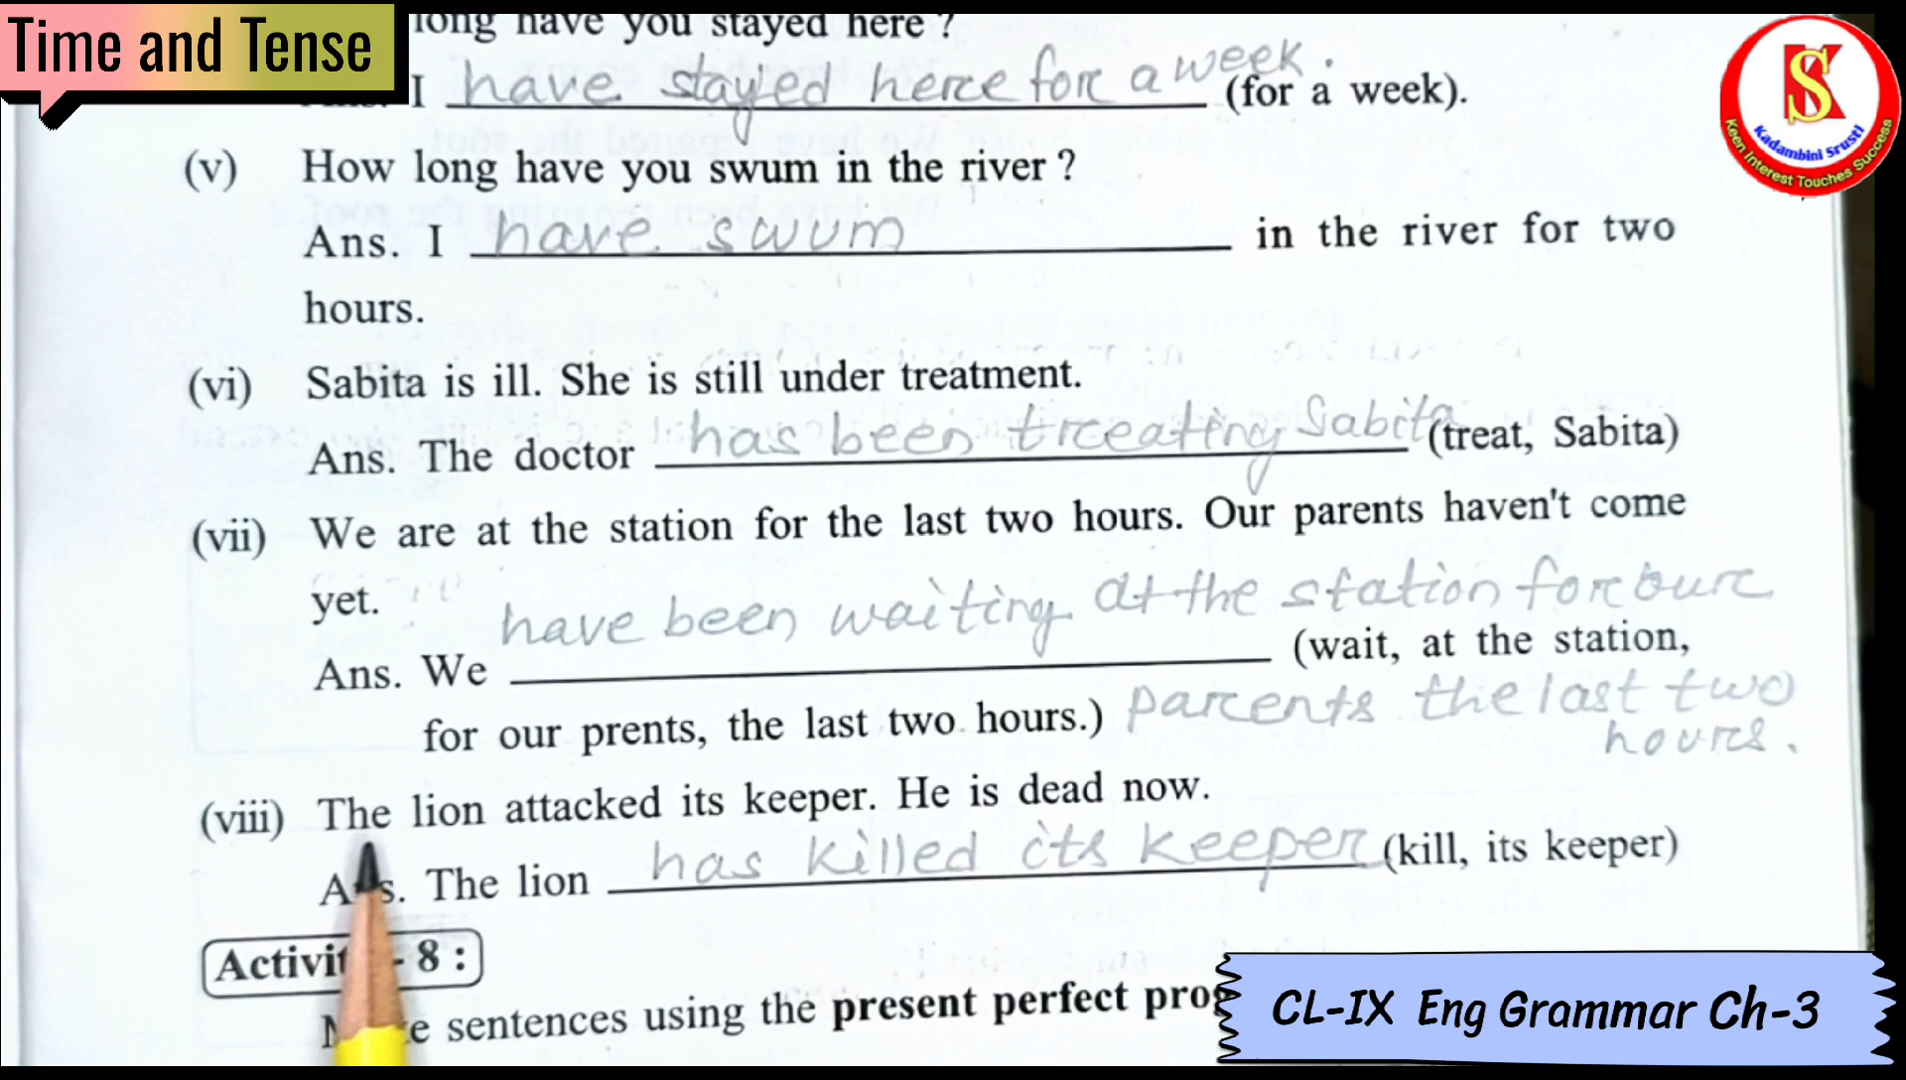 Time and Tense
long have you stayed here ?
I have stayed here for a week. (for a week).
(v) How long have you swum in the river ?
Ans. I have swum in the river for two
hours.
(vi) Sabita is ill. She is still under treatment.
Ans. The doctor has been treating Sabita (treat, Sabita)
(vii) We are at the station for the last two hours. Our parents haven't come
yet.
have been waiting at the station for our
Ans. We (wait, at the station,
for our prents, the last two hours.) parents the last two
hours.
(viii) The lion attacked its keeper. He is dead now.
Ans. The lion has killed its keeper (kill, its keeper)
Activit - 8 :
sentences using the present perfect prog
CL-IX Eng Grammar Ch-3
SK
Kadambini Srusti
Keen Interest Touches Success